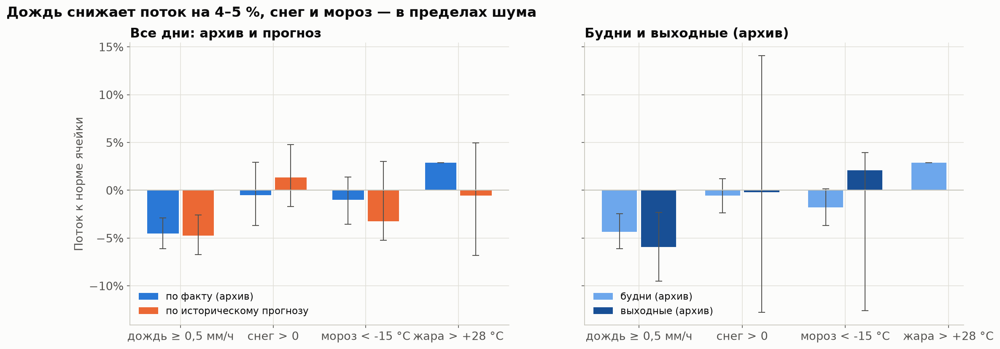 Дождь снижает поток на 4–5 %, снег и мороз — в пределах шума
Все дни: архив и прогноз
Поток к норме ячейки
15%
10%
5%
0%
−5%
−10%
по факту (архив)
по историческому прогнозу
дождь ≥ 0,5 мм/ч
снег > 0
мороз < -15 °C
жара > +28 °C
Будни и выходные (архив)
будни (архив)
выходные (архив)
дождь ≥ 0,5 мм/ч
снег > 0
мороз < -15 °C
жара > +28 °C